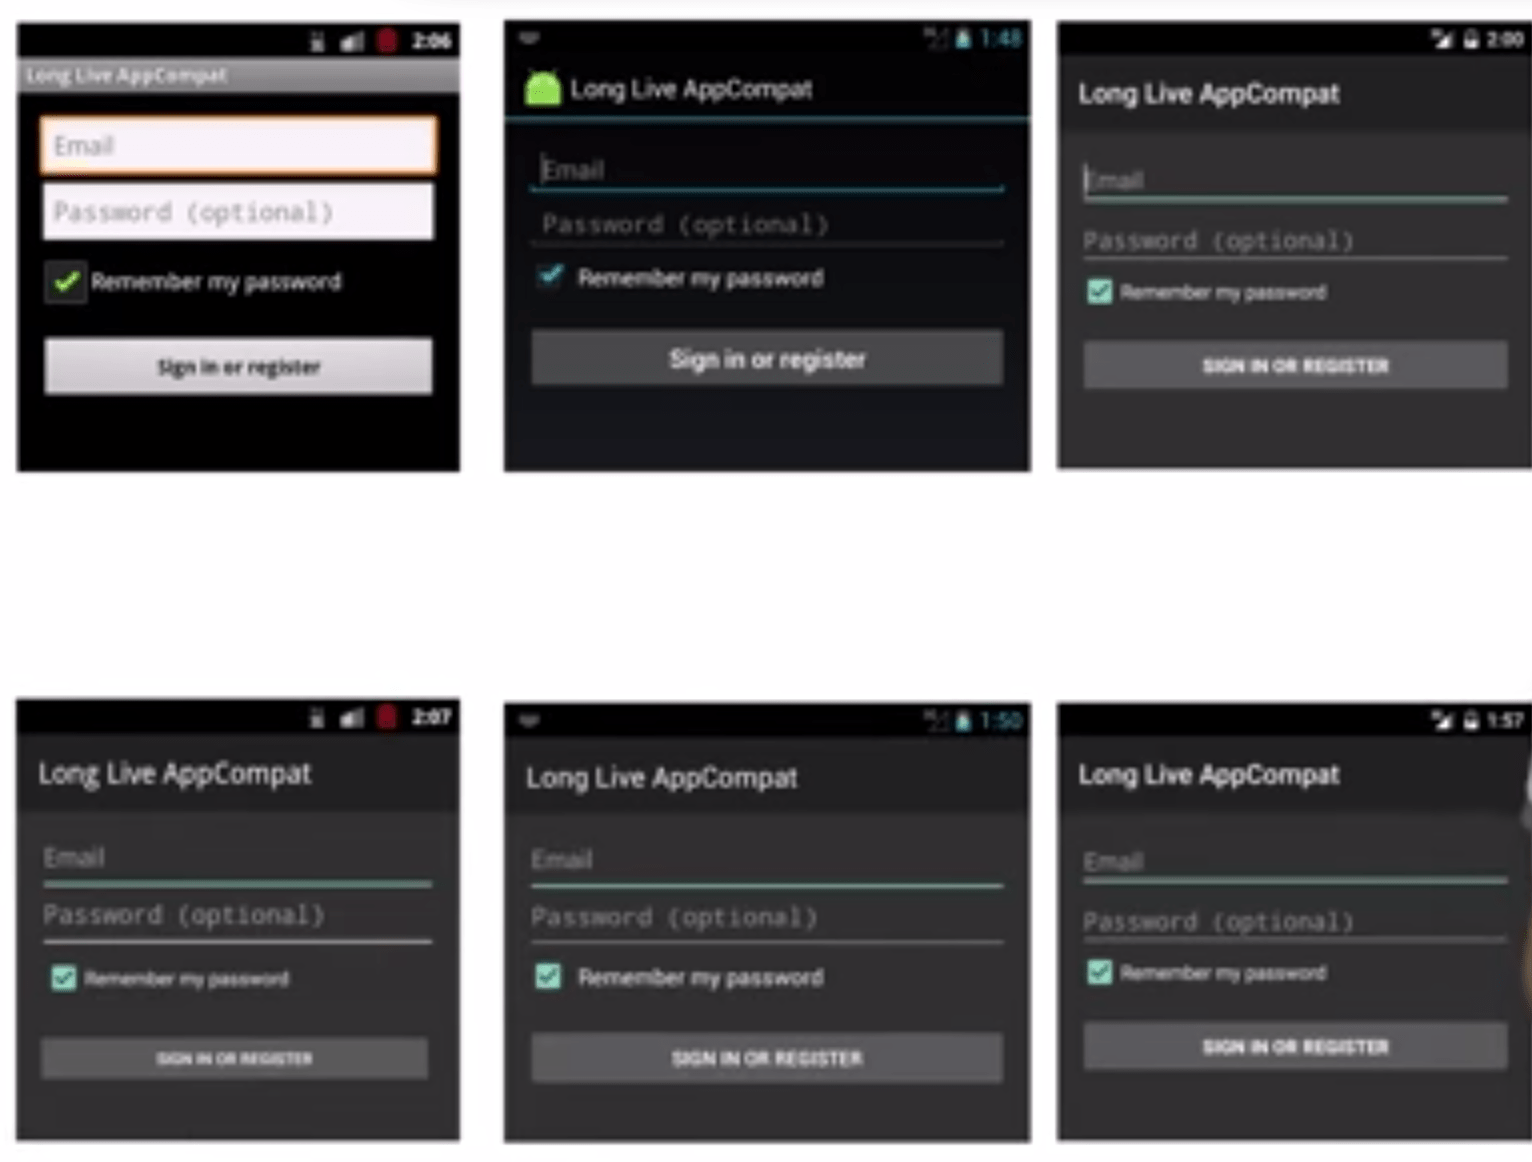 2:06
Long Live AppCompat
Email
Password (optional)
Remember my password
Sign in or register
1:48
Long Live AppCompat
Email
Password (optional)
Remember my password
Sign in or register
2:00
Long Live AppCompat
Email
Password (optional)
Remember my password
SIGN IN OR REGISTER
2:07
Long Live AppCompat
Email
Password (optional)
Remember my password
SIGN IN OR REGISTER
1:50
Long Live AppCompat
Email
Password (optional)
Remember my password
SIGN IN OR REGISTER
1:57
Long Live AppCompat
Email
Password (optional)
Remember my password
SIGN IN OR REGISTER